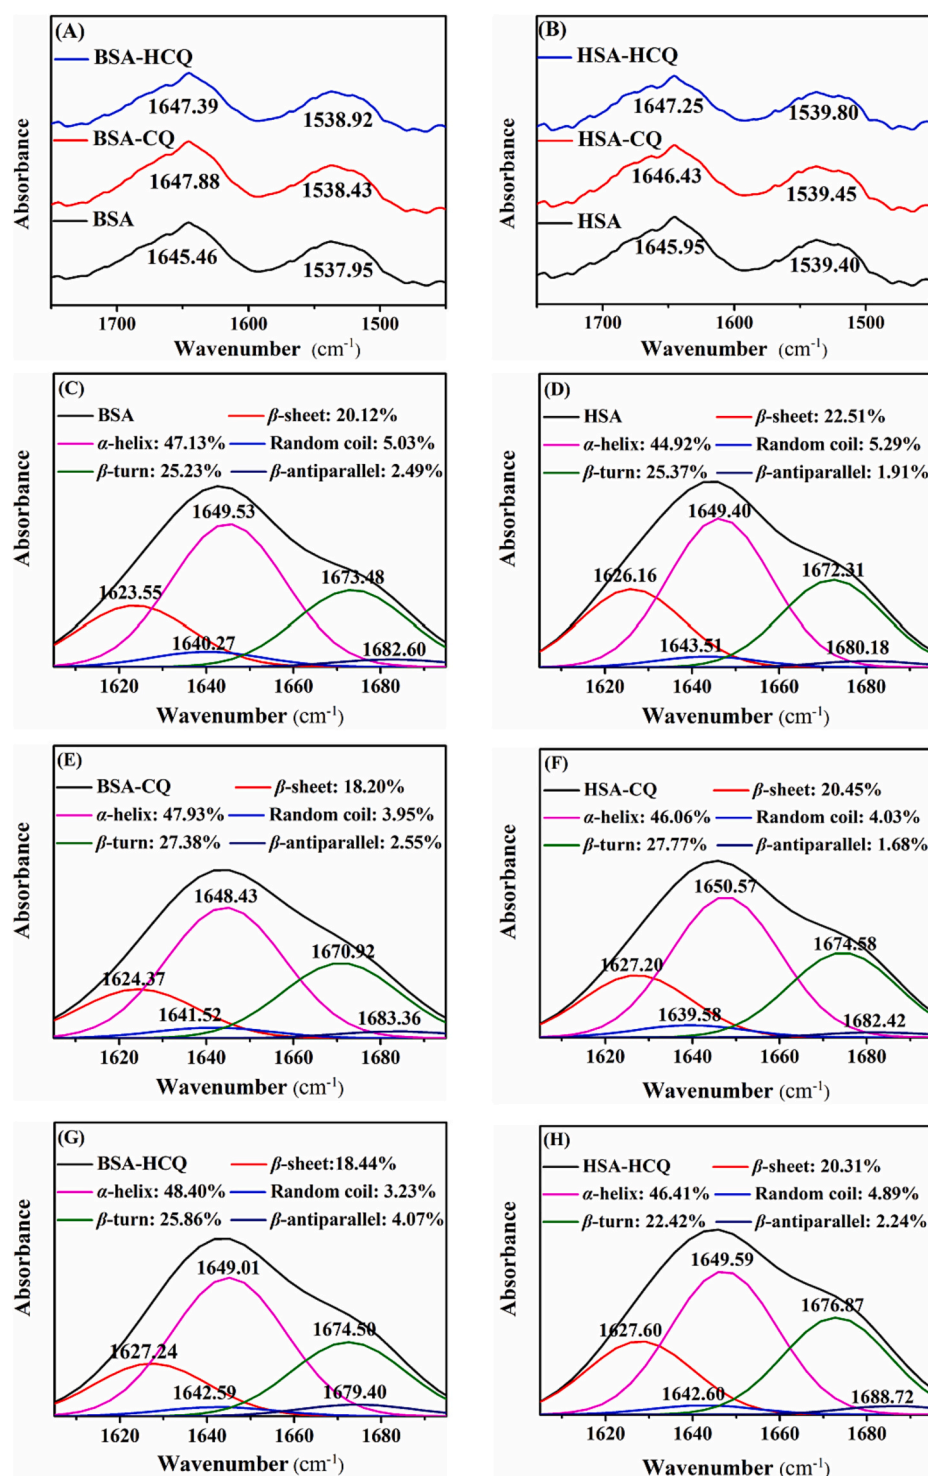 (A)
BSA-HCQ
1647.39
1538.92
BSA-CQ
1647.88
1538.43
BSA
1645.46
1537.95
Absorbance
1700 1600 1500
Wavenumber (cm-1)
(B)
HSA-HCQ
1647.25
1539.80
HSA-CQ
1646.43
1539.45
HSA
1645.95
1539.40
Absorbance
1700 1600 1500
Wavenumber (cm-1)
(C)
BSA β-sheet: 20.12%
α-helix: 47.13% Random coil: 5.03%
β-turn: 25.23% β-antiparallel: 2.49%
1649.53
1673.48
1623.55
1640.27
1682.60
Absorbance
1620 1640 1660 1680
Wavenumber (cm-1)
(D)
HSA β-sheet: 22.51%
α-helix: 44.92% Random coil: 5.29%
β-turn: 25.37% β-antiparallel: 1.91%
1649.40
1672.31
1626.16
1643.51
1680.18
Absorbance
1620 1640 1660 1680
Wavenumber (cm-1)
(E)
BSA-CQ β-sheet: 18.20%
α-helix: 47.93% Random coil: 3.95%
β-turn: 27.38% β-antiparallel: 2.55%
1648.43
1670.92
1624.37
1641.52
1683.36
Absorbance
1620 1640 1660 1680
Wavenumber (cm-1)
(F)
HSA-CQ β-sheet: 20.45%
α-helix: 46.06% Random coil: 4.03%
β-turn: 27.77% β-antiparallel: 1.68%
1650.57
1674.58
1627.20
1639.58
1682.42
Absorbance
1620 1640 1660 1680
Wavenumber (cm-1)
(G)
BSA-HCQ β-sheet:18.44%
α-helix: 48.40% Random coil: 3.23%
β-turn: 25.86% β-antiparallel: 4.07%
1649.01
1674.50
1627.24
1642.59
1679.40
Absorbance
1620 1640 1660 1680
Wavenumber (cm-1)
(H)
HSA-HCQ β-sheet: 20.31%
α-helix: 46.41% Random coil: 4.89%
β-turn: 22.42% β-antiparallel: 2.24%
1649.59
1676.87
1627.60
1642.60
1688.72
Absorbance
1620 1640 1660 1680
Wavenumber (cm-1)